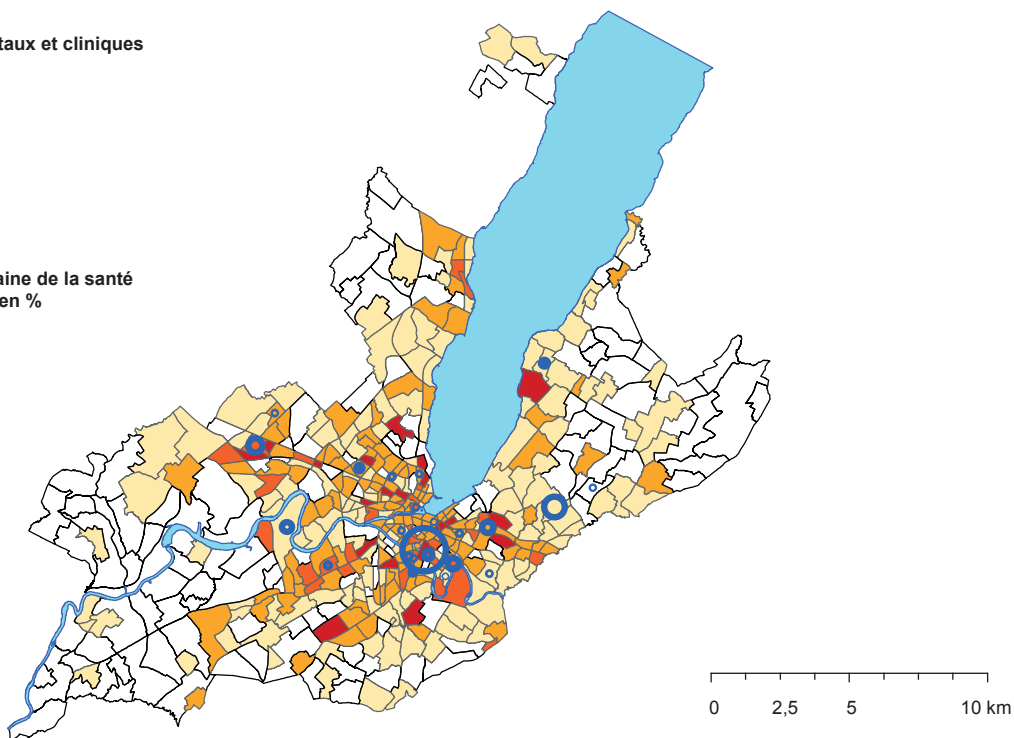 taux et cliniques
aine de la santé
en %
0 2,5 5 10 km